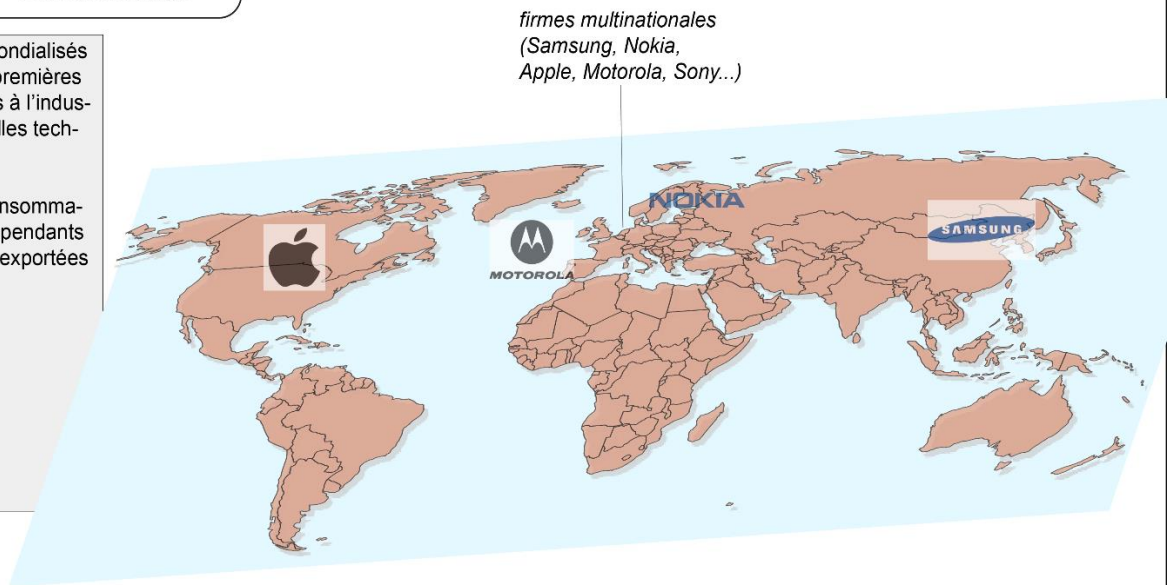 firmes multinationales
(Samsung, Nokia,
Apple, Motorola, Sony...)
ondialisés
premières
s à l'indus-
lles tech-
nsomma-
pendants
exportées
NOKIA
MOTOROLA
SAMSUNG